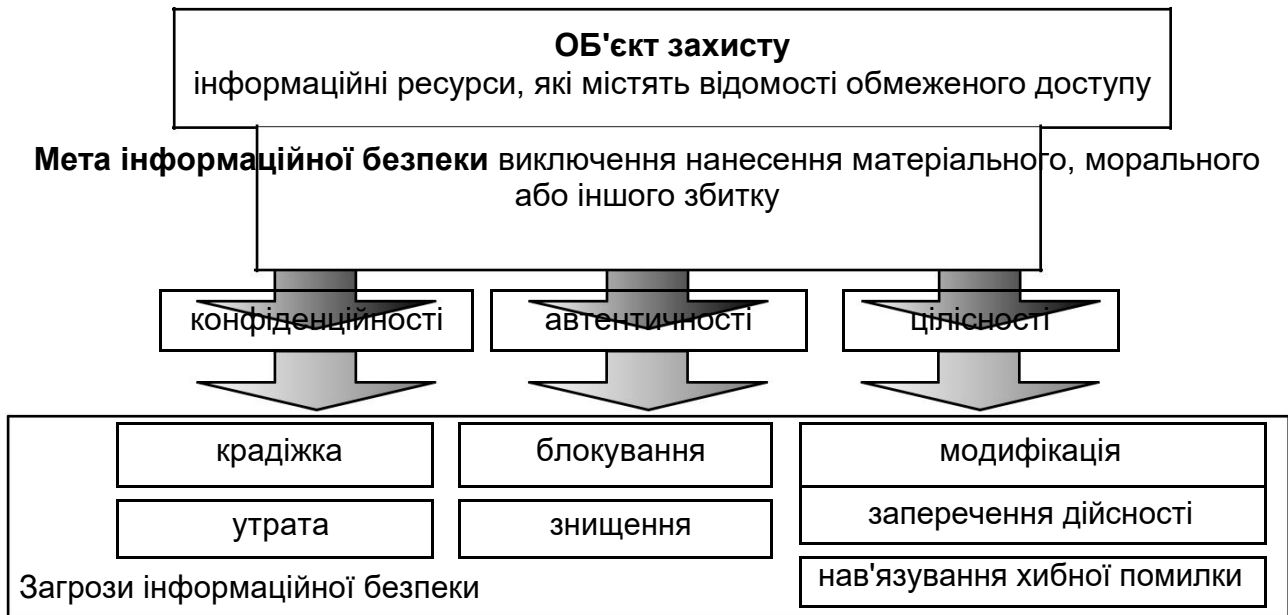 ОБ'єкт захисту
інформаційні ресурси, які містять відомості обмеженого доступу
Мета інформаційної безпеки виключення нанесення матеріального, морального
або іншого збитку
конфіденційності
автентичності
цілісності
крадіжка
блокування
модифікація
утрата
знищення
заперечення дійсності
Загрози інформаційної безпеки
нав'язування хибної помилки